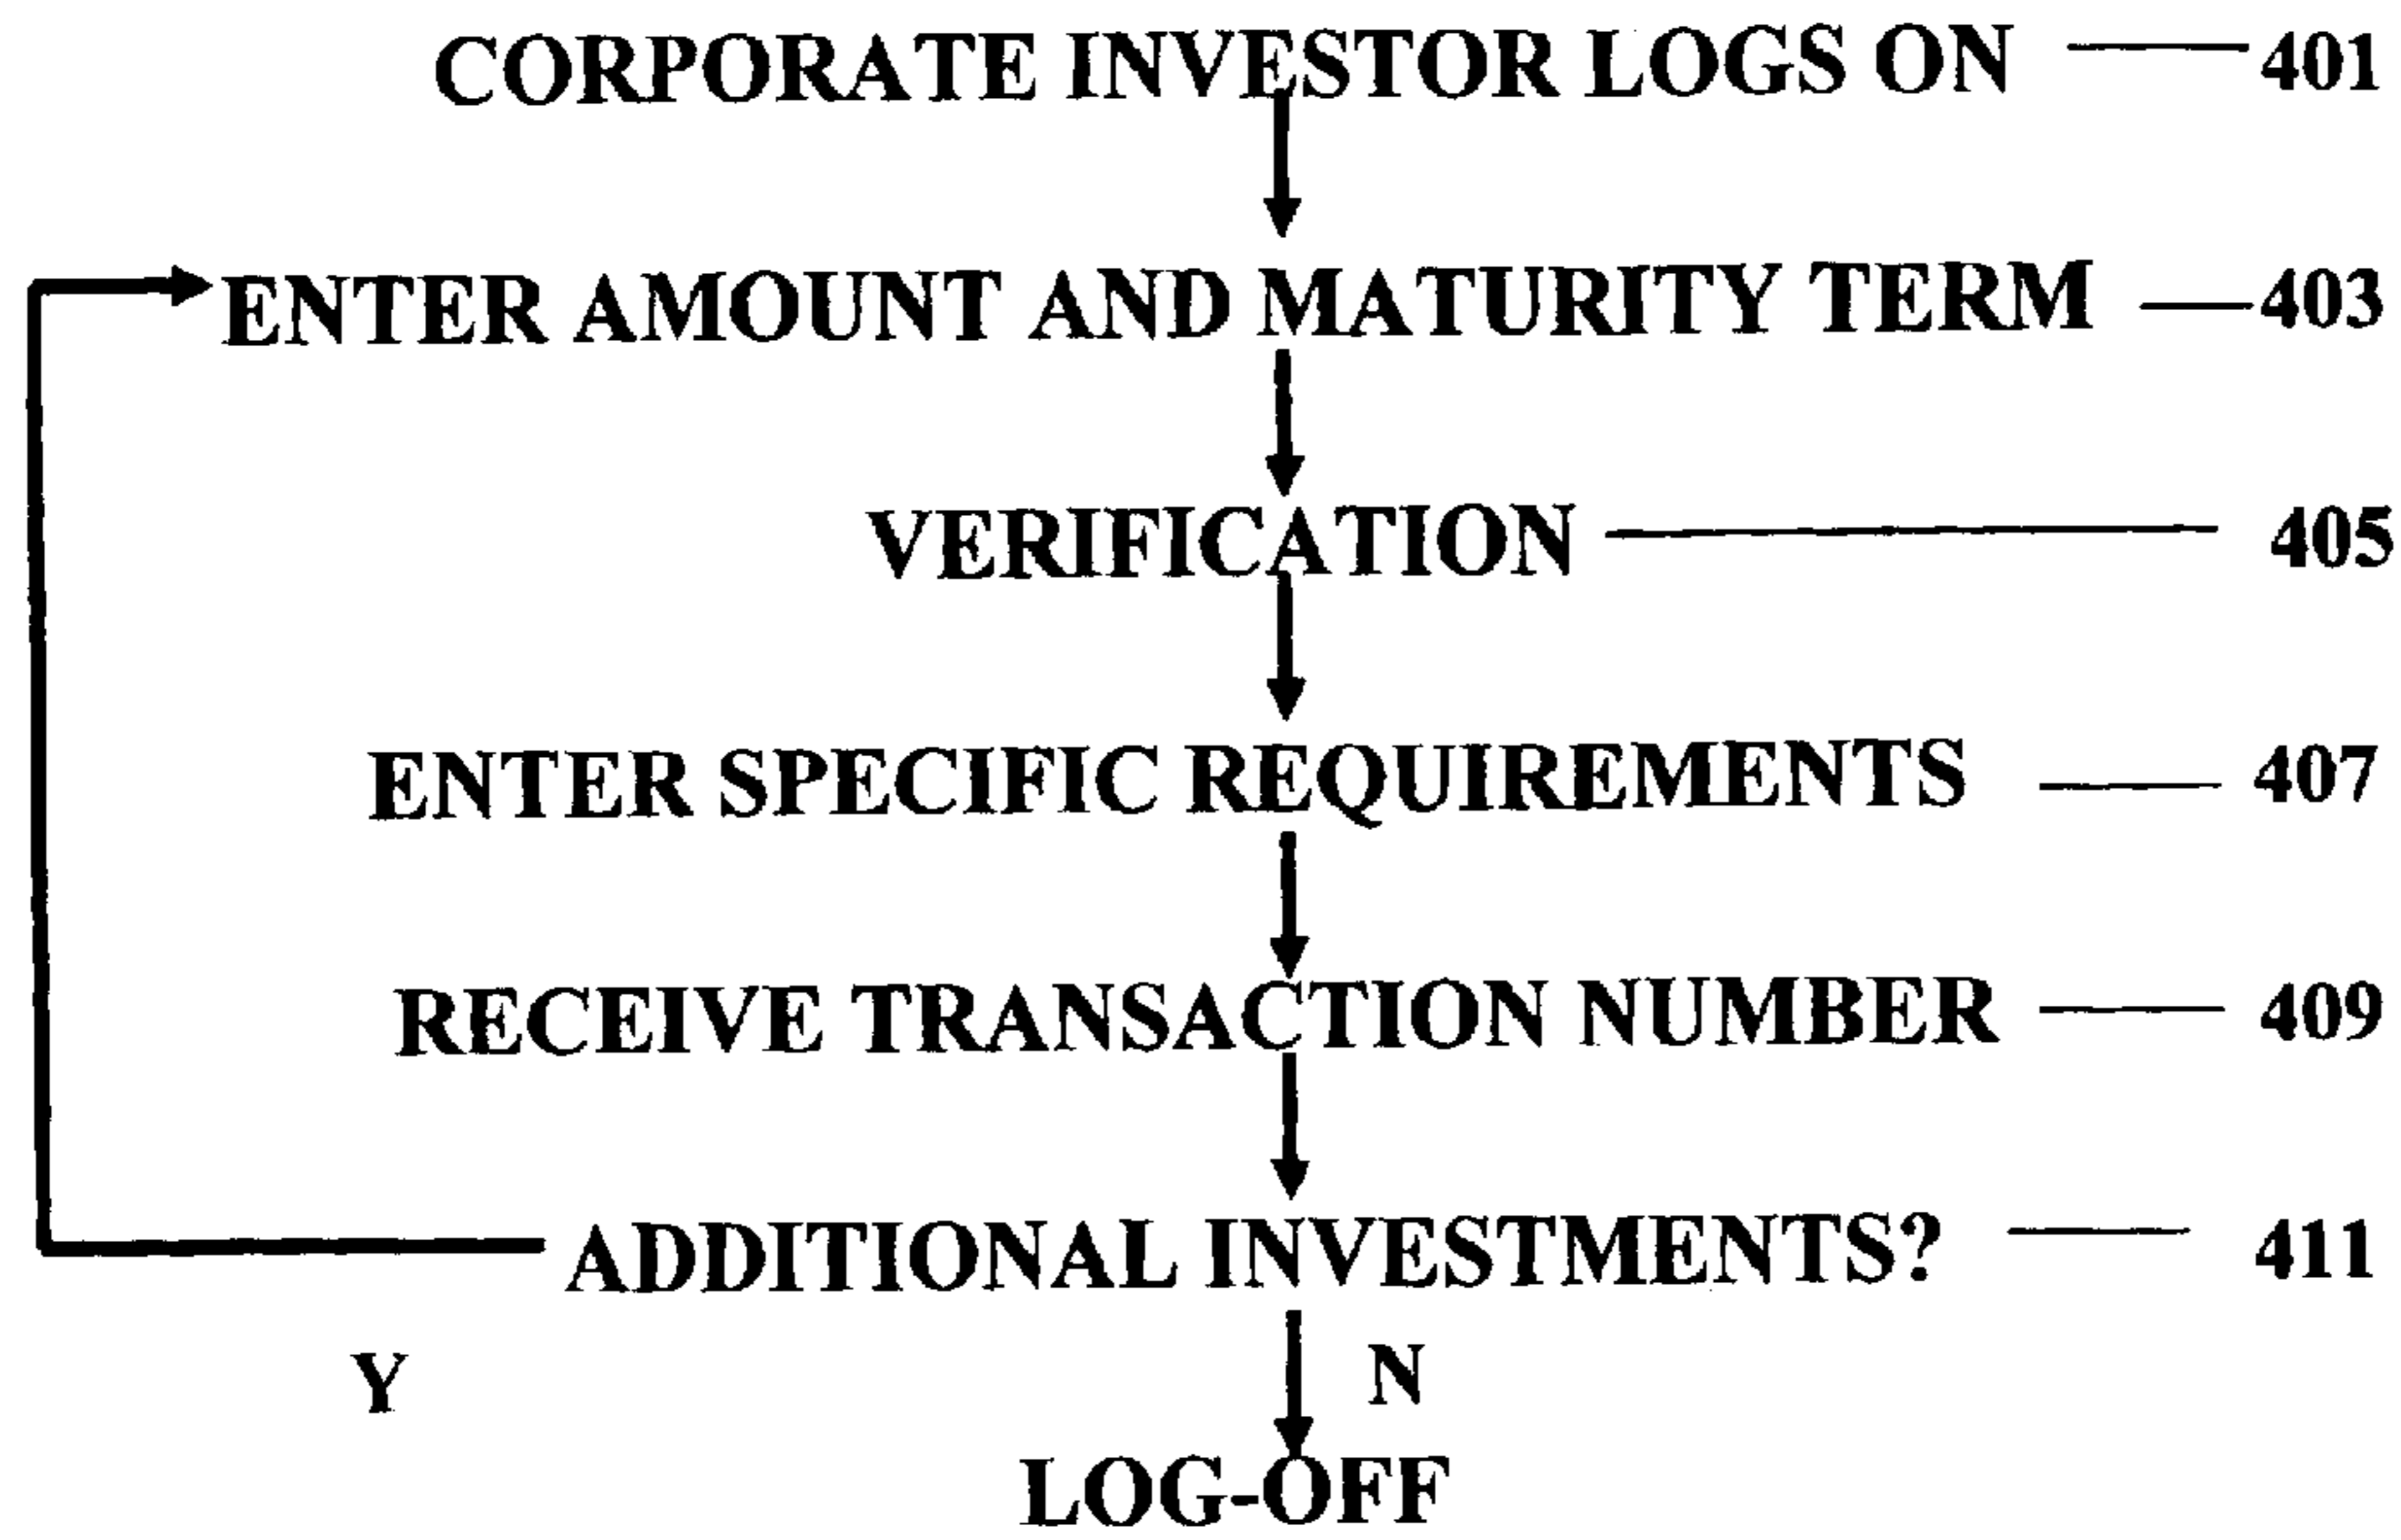 CORPORATE INVESTOR LOGS ON 401
ENTER AMOUNT AND MATURITY TERM 403
VERIFICATION 405
ENTER SPECIFIC REQUIREMENTS 407
RECEIVE TRANSACTION NUMBER 409
ADDITIONAL INVESTMENTS? 411
Y N
LOG-OFF